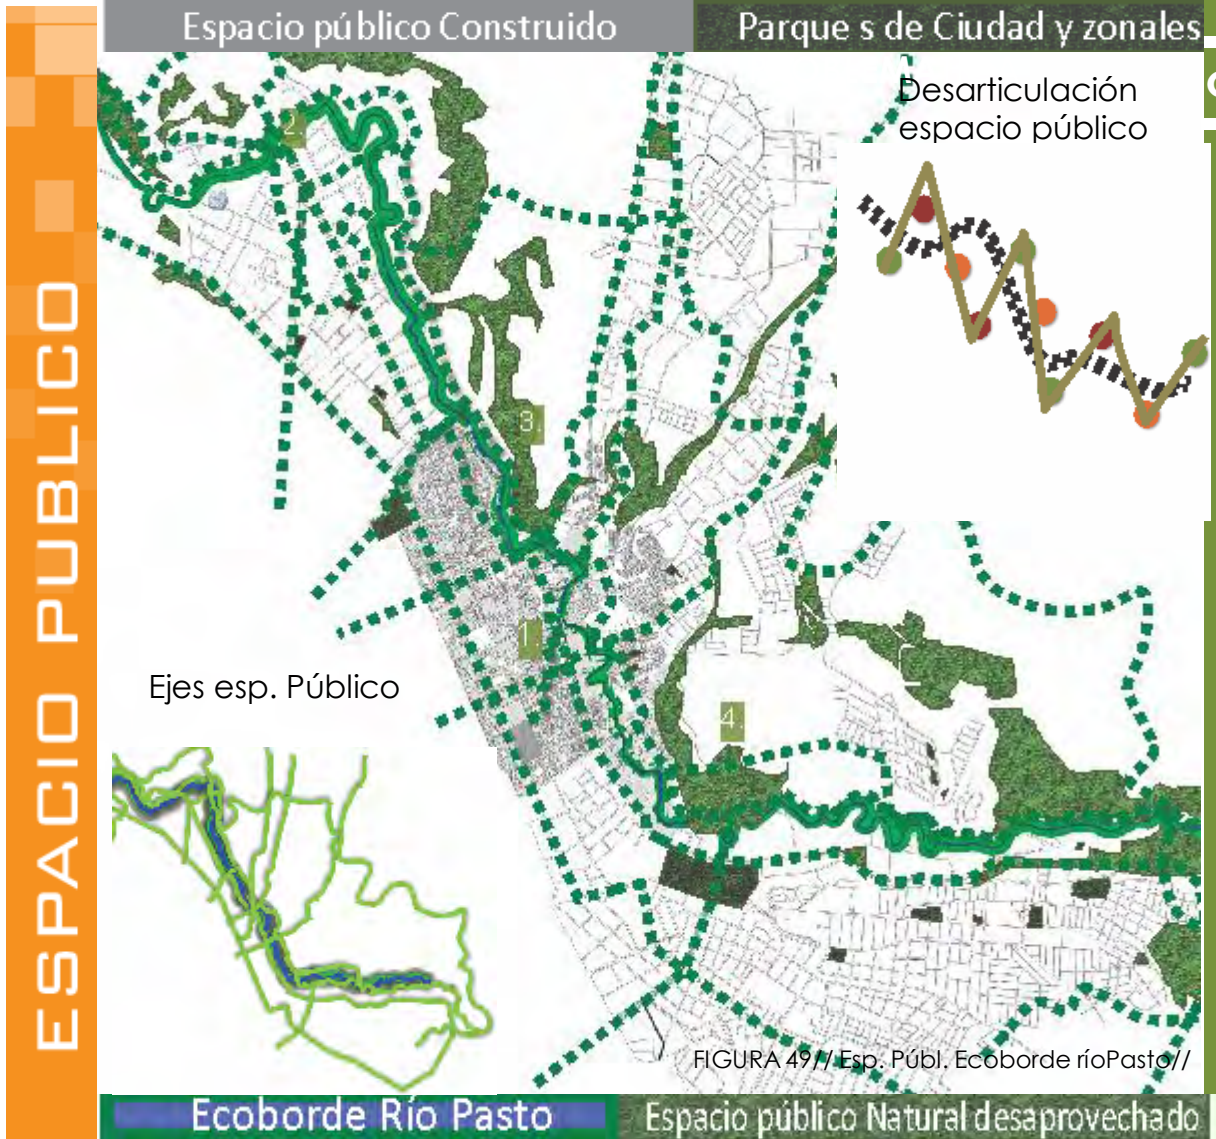 Espacio público Construido
Parque s de Ciudad y zonales
Desarticulación
espacio público
ESPACIO PUBLICO
2.
3.
1.
4.
Ejes esp. Público
FIGURA 49// Esp. Públ. Ecoborde ríoPasto//
Ecoborde Río Pasto
Espacio público Natural desaprovechado